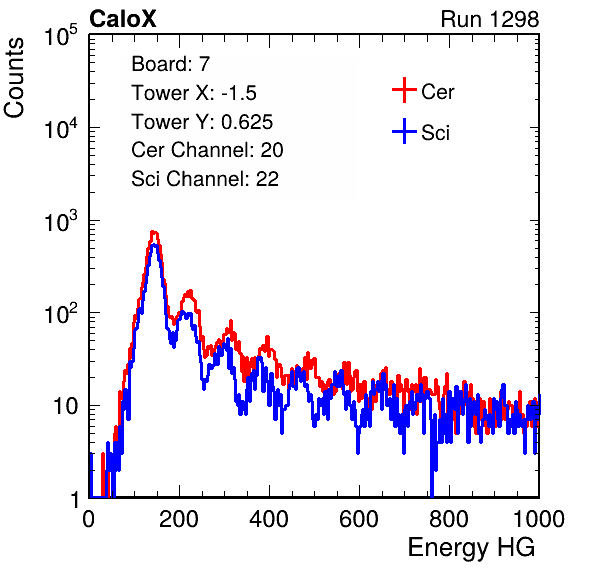 CaloX Run 1298
Counts
10^5
10^4
10^3
10^2
10
1
Board: 7
Tower X: -1.5
Tower Y: 0.625
Cer Channel: 20
Sci Channel: 22
Cer
Sci
0 200 400 600 800 1000
Energy HG